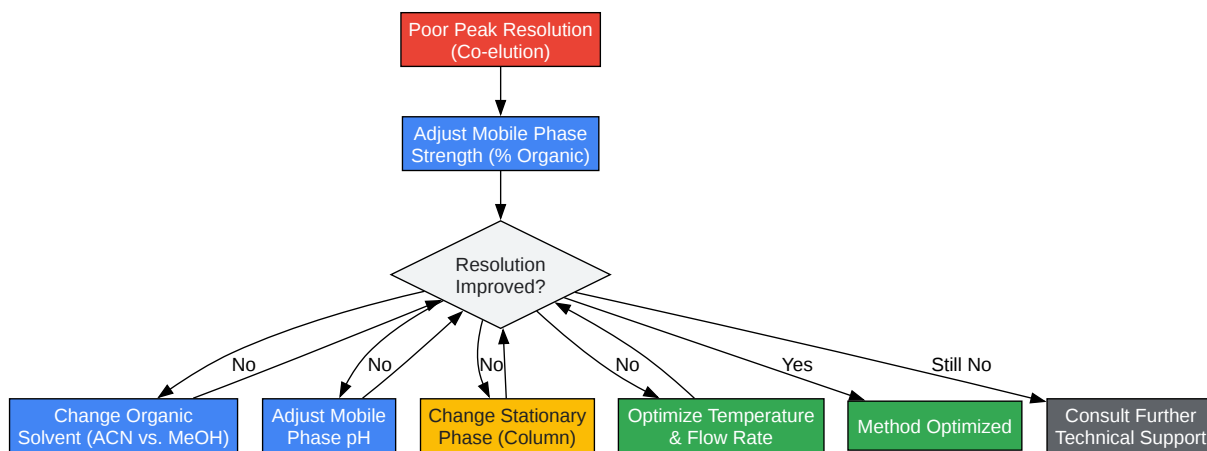 Poor Peak Resolution
(Co-elution)
Adjust Mobile Phase
Strength (% Organic)
Resolution
Improved?
No
No
No
No
Yes
Still No
Change Organic
Solvent (ACN vs. MeOH)
Adjust Mobile
Phase pH
Change Stationary
Phase (Column)
Optimize Temperature
& Flow Rate
Method Optimized
Consult Further
Technical Support